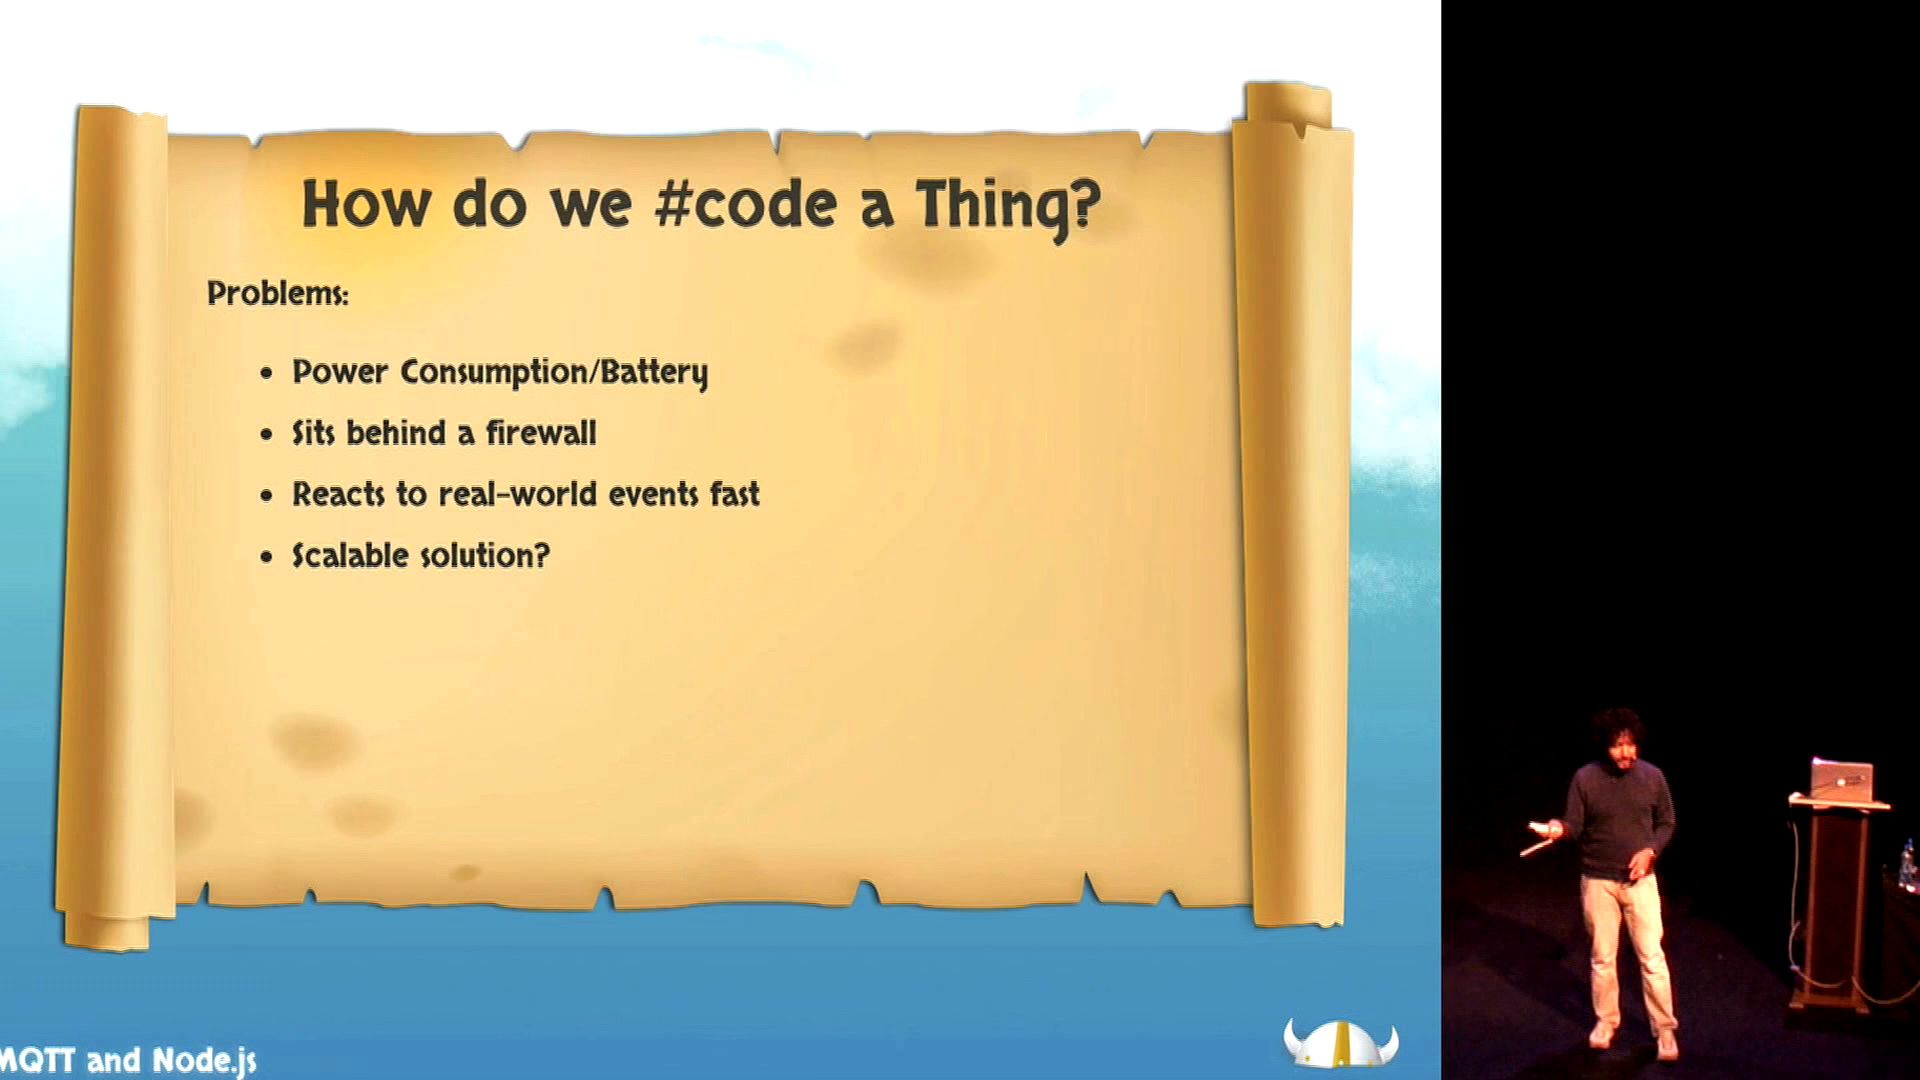 How do we #code a Thing?
Problems:
• Power Consumption/Battery
• Sits behind a firewall
• Reacts to real-world events fast
• Scalable solution?
MQTT and Node.js